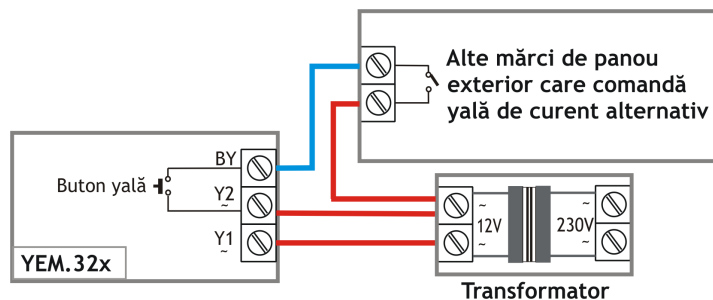 Alte mărci de panou
exterior care comandă
yală de curent alternativ
BY
Buton yală
Y2
~
Y1
~
YEM.32x
~
12V
~
~
230V
~
Transformator